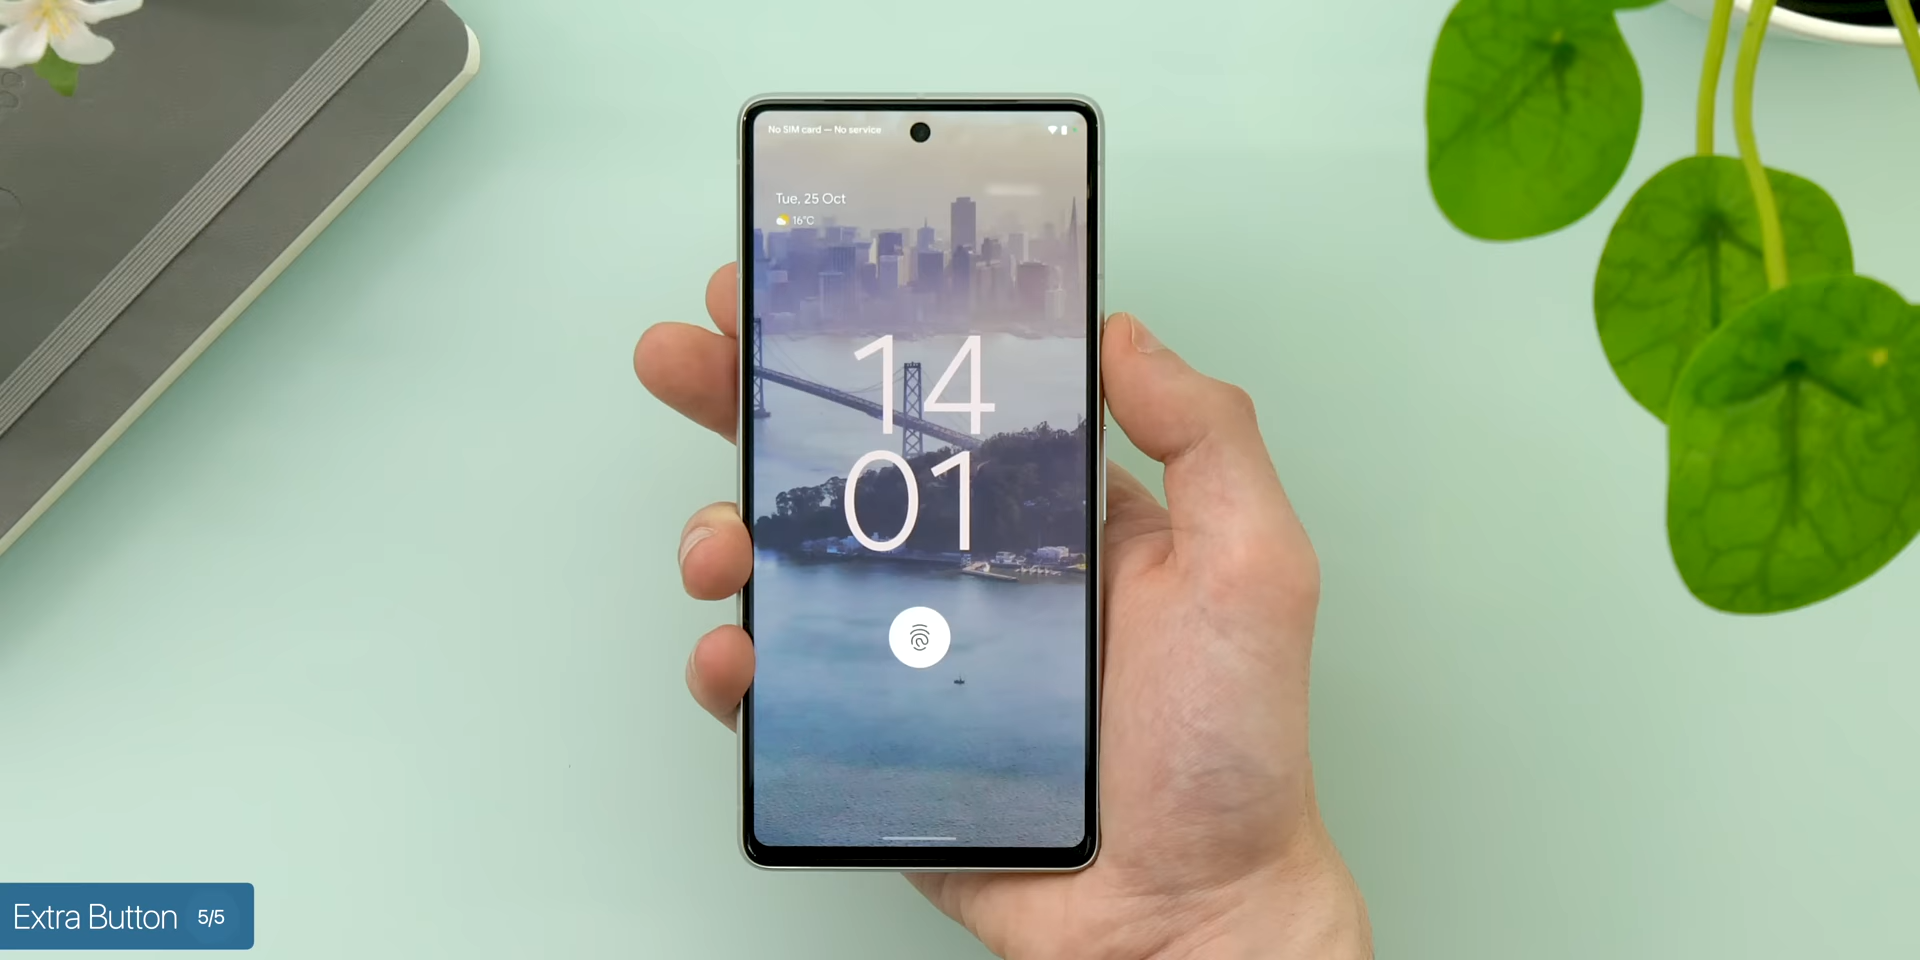 No SIM card — No service
Tue, 25 Oct
16°C
14
01
Extra Button 5/5